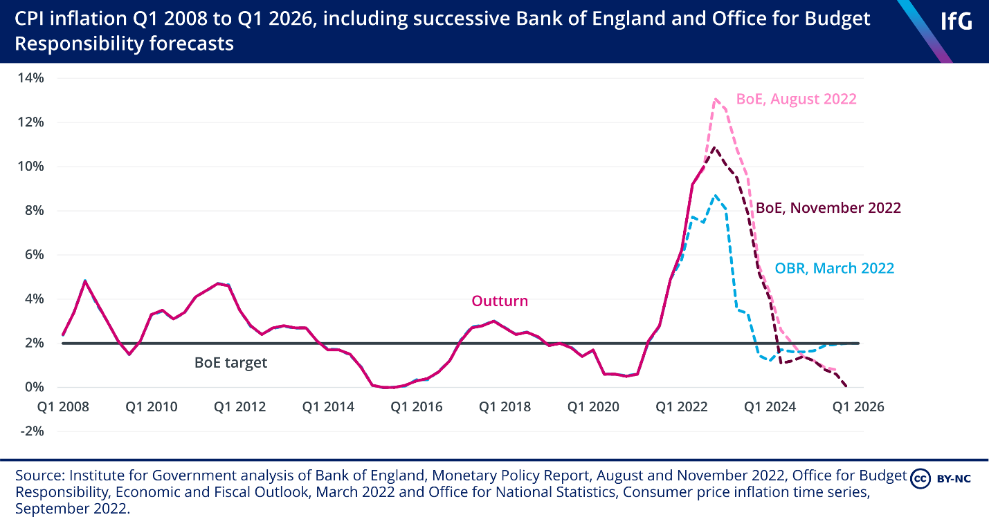 CPI inflation Q1 2008 to Q1 2026, including successive Bank of England and Office for Budget
Responsibility forecasts
IfG
14%
12%
10%
8%
6%
4%
2%
0%
-2%
BoE, August 2022
BoE, November 2022
OBR, March 2022
Outturn
BoE target
Q1 2008
Q1 2010
Q1 2012
Q1 2014
Q1 2016
Q1 2018
Q1 2020
Q1 2022
Q1 2024
Q1 2026
Source: Institute for Government analysis of Bank of England, Monetary Policy Report, August and November 2022, Office for Budget
Responsibility, Economic and Fiscal Outlook, March 2022 and Office for National Statistics, Consumer price inflation time series,
September 2022.
cc BY-NC